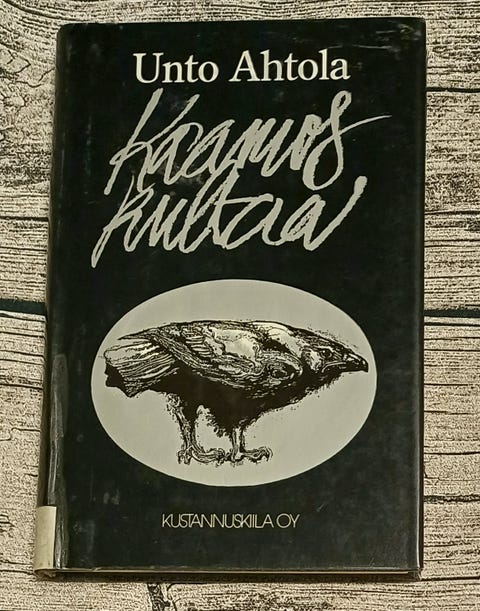 Unto Ahtola
Kaamos
kultaa
KUSTANNUSKIILA OY